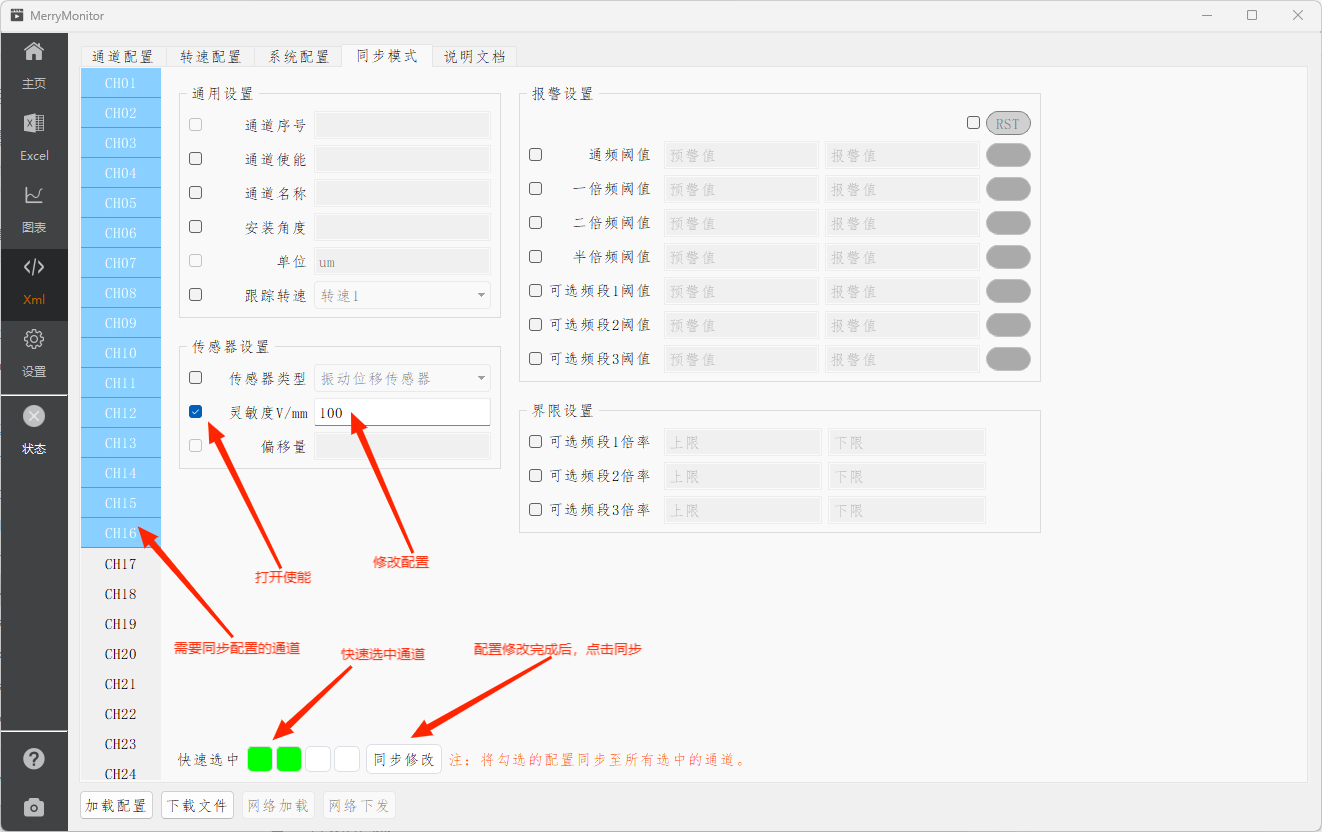 MerryMonitor
主页
Excel
图表
Xml
设置
状态
通道配置 转速配置 系统配置 同步模式 说明文档
CH01
CH02
CH03
CH04
CH05
CH06
CH07
CH08
CH09
CH10
CH11
CH12
CH13
CH14
CH15
CH16
CH17
CH18
CH19
CH20
CH21
CH22
CH23
CH24
通用设置
通道序号
通道使能
通道名称
安装角度
单位 um
跟踪转速 转速1
传感器设置
传感器类型 振动位移传感器
灵敏度V/mm 100
偏移量
报警设置
RST
通频阈值 预警值 报警值
一倍频阈值 预警值 报警值
二倍频阈值 预警值 报警值
半倍频阈值 预警值 报警值
可选频段1阈值 预警值 报警值
可选频段2阈值 预警值 报警值
可选频段3阈值 预警值 报警值
界限设置
可选频段1倍率 上限 下限
可选频段2倍率 上限 下限
可选频段3倍率 上限 下限
修改配置
打开使能
需要同步配置的通道
快速选中通道
配置修改完成后，点击同步
快速选中 同步修改 注：将勾选的配置同步至所有选中的通道。
加载配置 下载文件 网络加载 网络下发